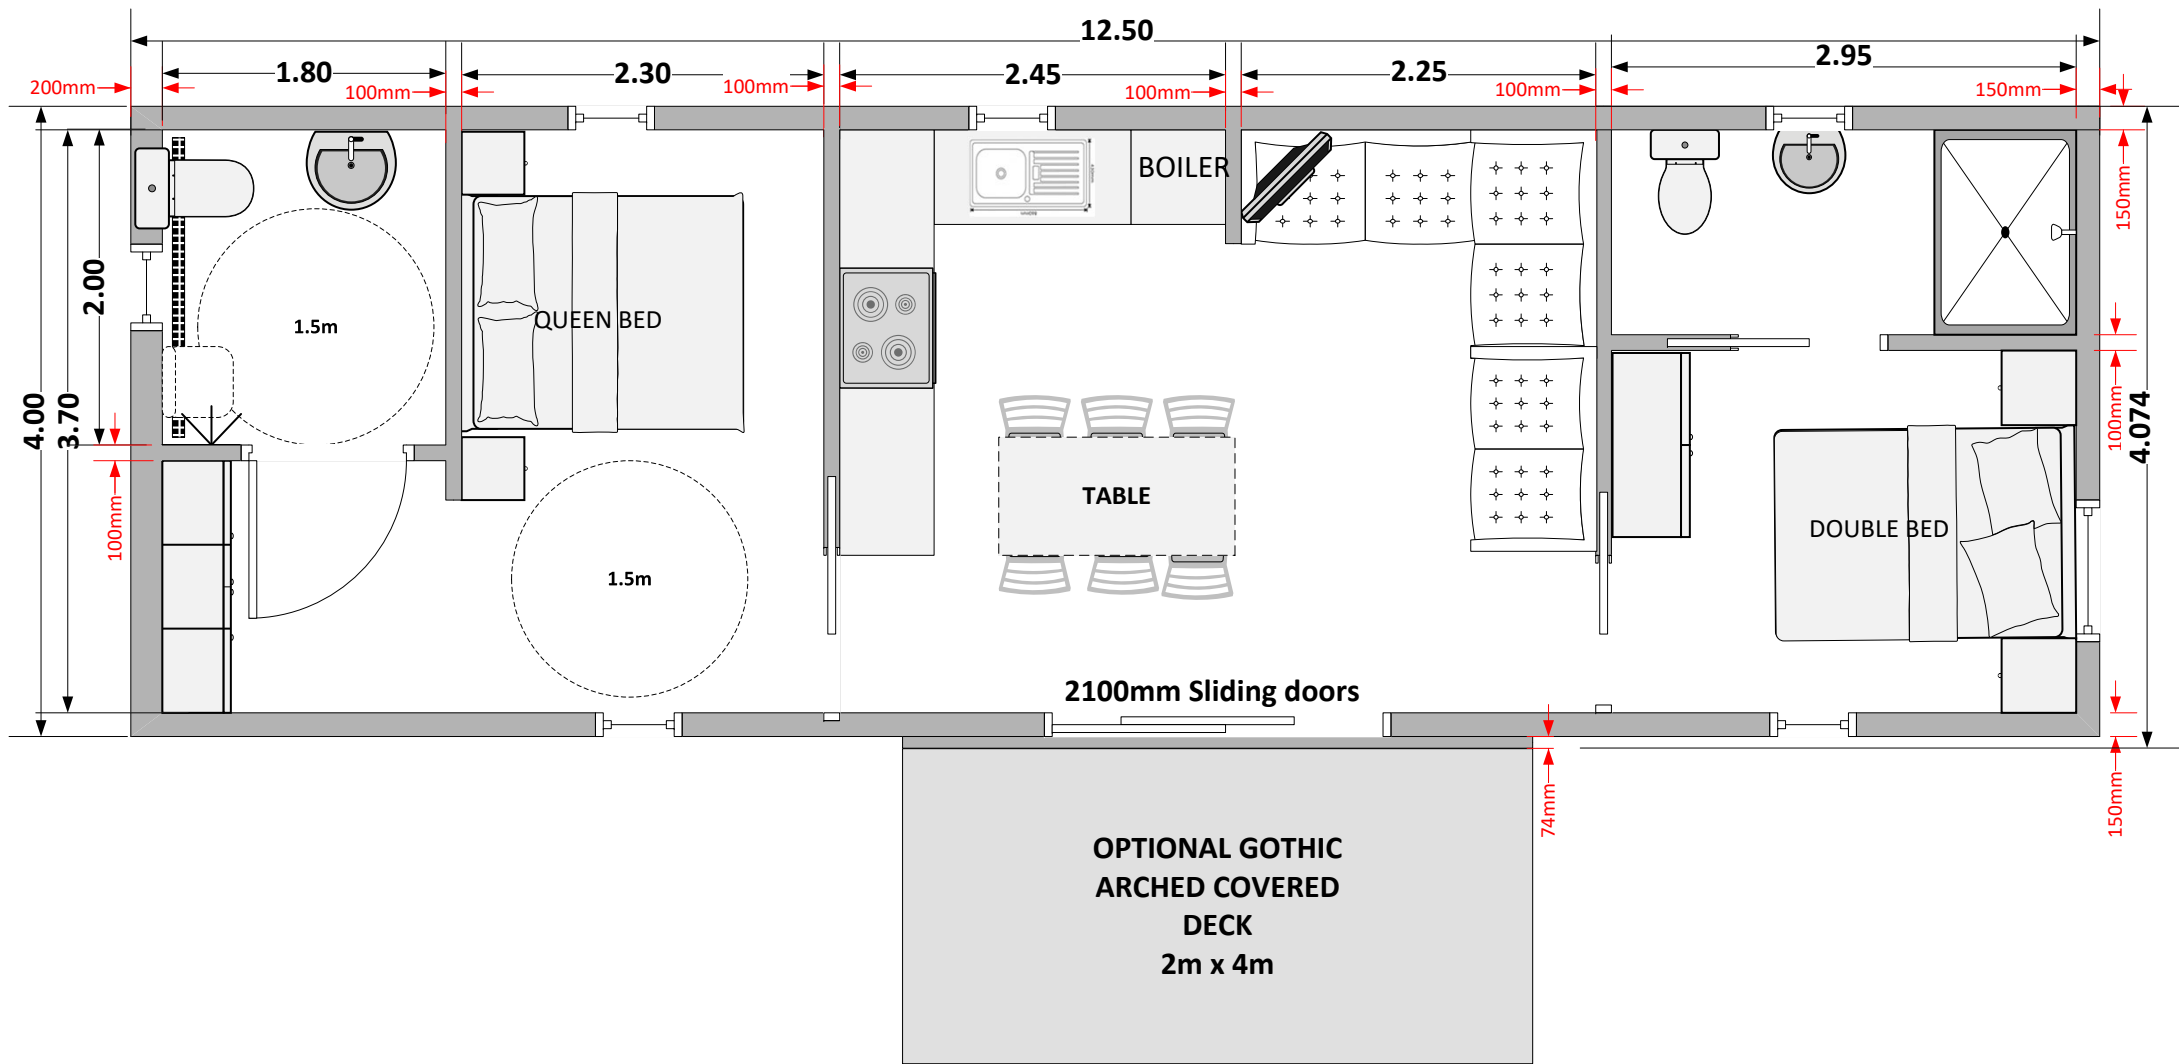 12.50
1.80
2.30
2.45
2.25
2.95
200mm
100mm
100mm
100mm
100mm
150mm
BOILER
150mm
2.00
1.5m
QUEEN BED
4.00
3.70
100mm
4.074
100mm
TABLE
DOUBLE BED
1.5m
100mm
2100mm Sliding doors
74mm
150mm
OPTIONAL GOTHIC
ARCHED COVERED
DECK
2m x 4m